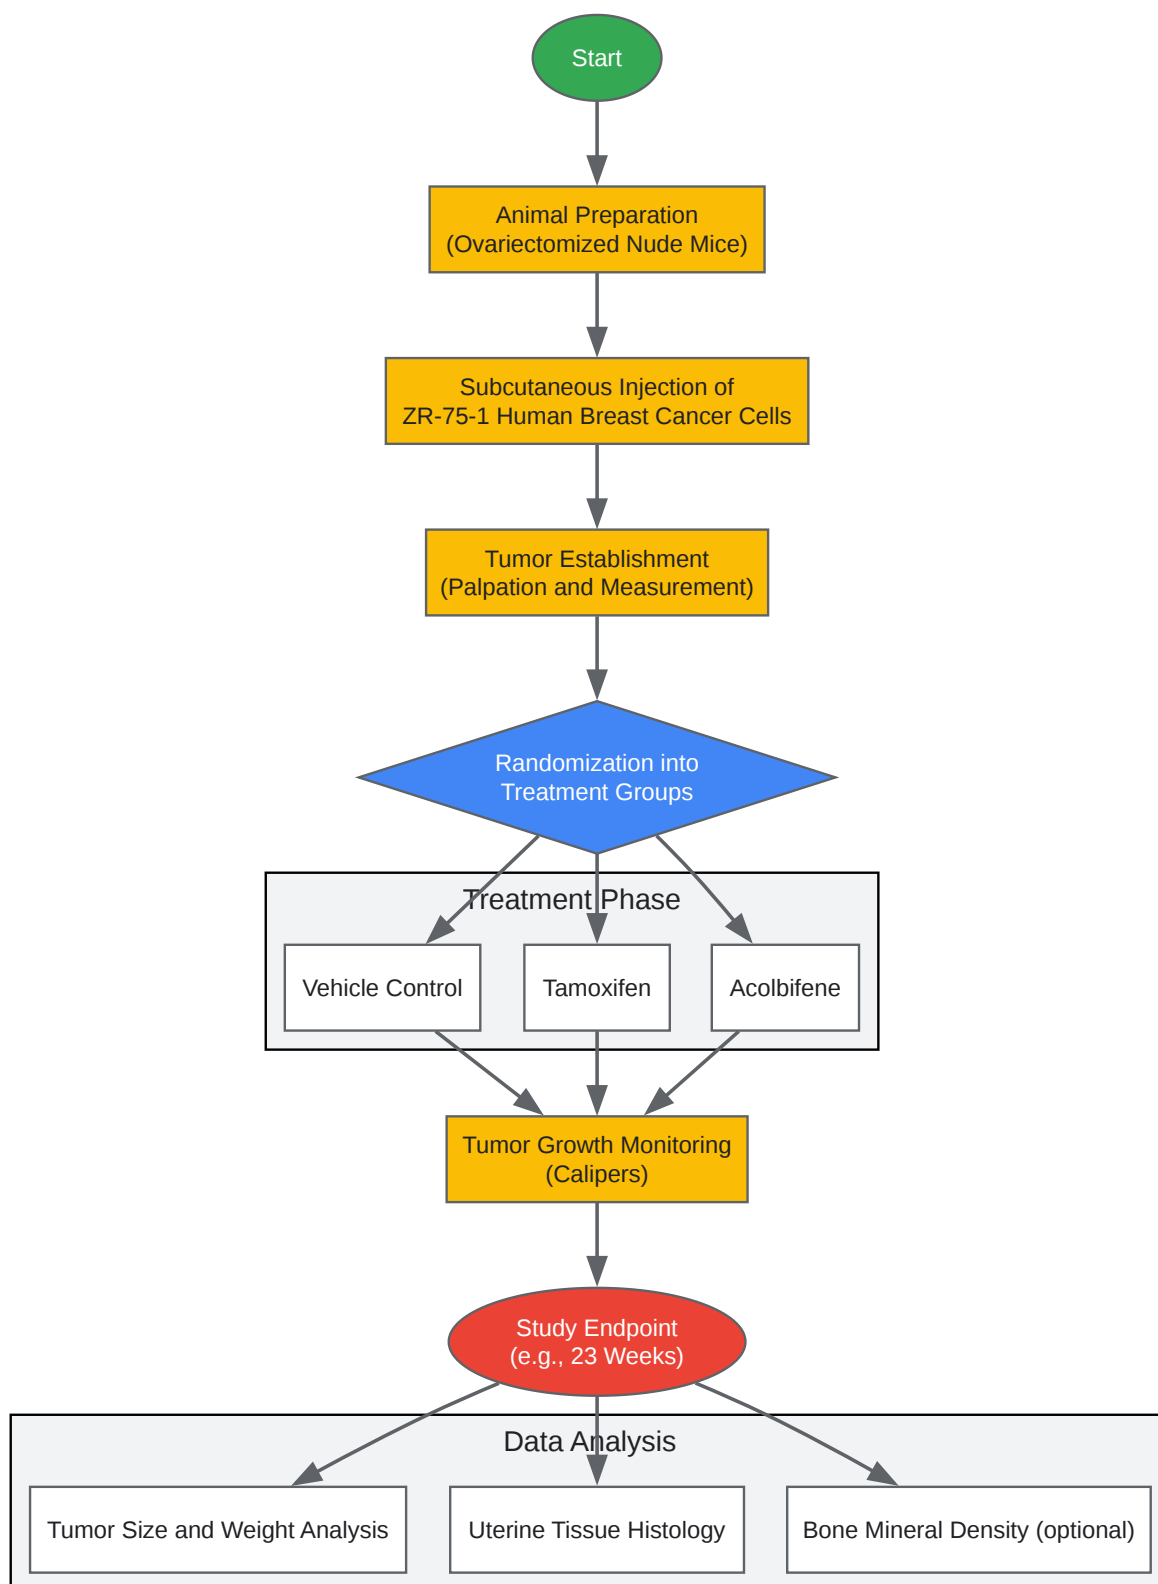 Start
Animal Preparation
(Ovariectomized Nude Mice)
Subcutaneous Injection of
ZR-75-1 Human Breast Cancer Cells
Tumor Establishment
(Palpation and Measurement)
Randomization into
Treatment Groups
Treatment Phase
Vehicle Control
Tamoxifen
Acolbifene
Tumor Growth Monitoring
(Calipers)
Study Endpoint
(e.g., 23 Weeks)
Data Analysis
Tumor Size and Weight Analysis
Uterine Tissue Histology
Bone Mineral Density (optional)